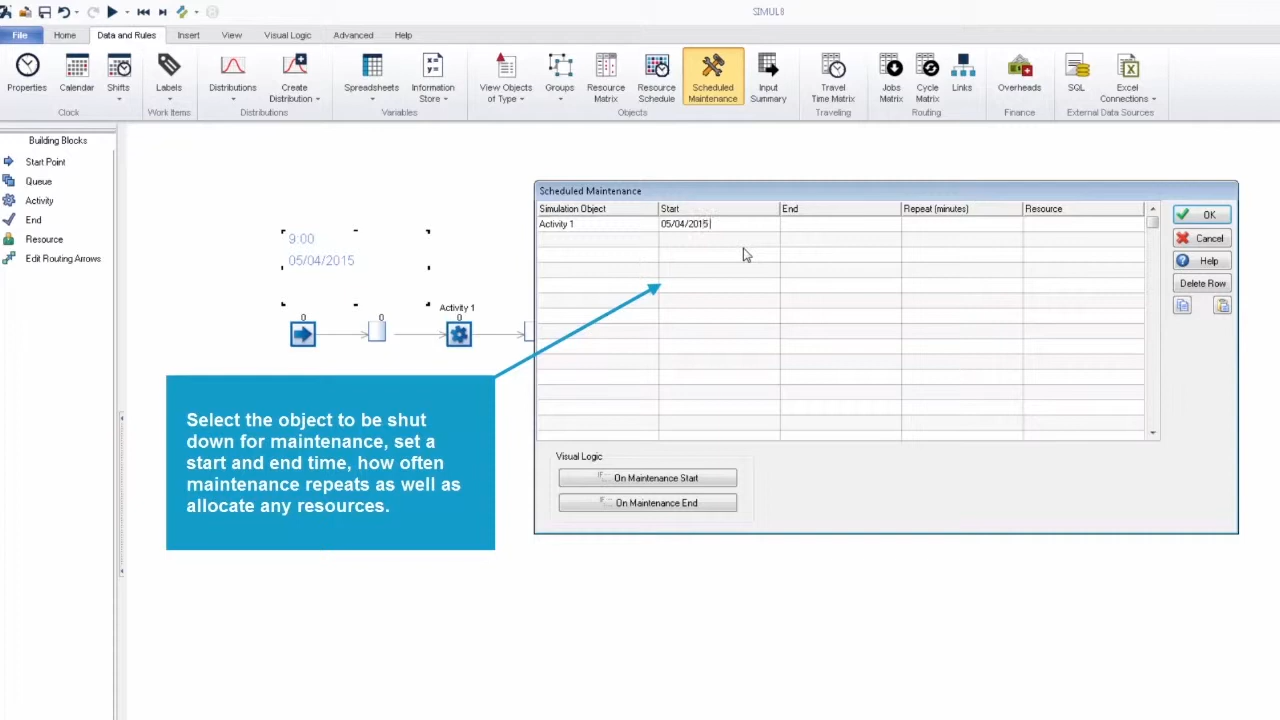 SIMUL8
File Home Data and Rules Insert View Visual Logic Advanced Help
Properties Calendar Shifts Labels Distributions Create Distribution Spreadsheets Information Store View Objects of Type Groups Resource Matrix Resource Schedule Scheduled Maintenance Input Summary Travel Time Matrix Jobs Matrix Cycle Matrix Links Overheads SQL Excel Connections
Clock Work Items Distributions Variables Objects Traveling Routing Finance External Data Sources
Building Blocks
Start Point
Queue
Activity
End
Resource
Edit Routing Arrows
9:00
05/04/2015
Activity 1
0 0 0
Scheduled Maintenance
Simulation Object Start End Repeat (minutes) Resource
Activity 1 05/04/2015
OK
Cancel
Help
Delete Row
Visual Logic
On Maintenance Start
On Maintenance End
Select the object to be shut
down for maintenance, set a
start and end time, how often
maintenance repeats as well as
allocate any resources.